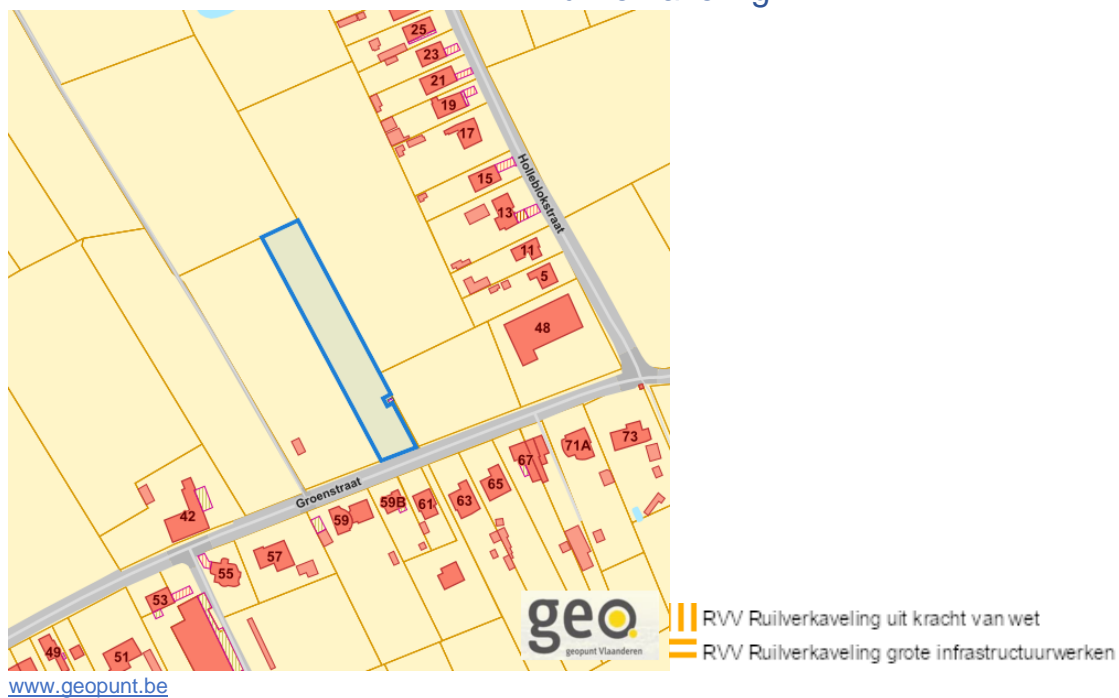 25
23
21
19
17
Holleblokstraat
15
13
11
5
48
73
71A
67
65
63
61
59B
59
Groenstraat
42
57
55
53
51
49
geo.
geopunt Vlaanderen
RVV Ruilverkaveling uit kracht van wet
RVV Ruilverkaveling grote infrastructuurwerken
www.geopunt.be